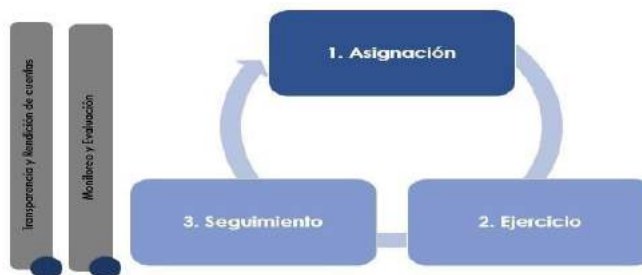 Transparencia y Rendición de cuentas
Monitoreo y Evaluación
1. Asignación
3. Seguimiento
2. Ejercicio